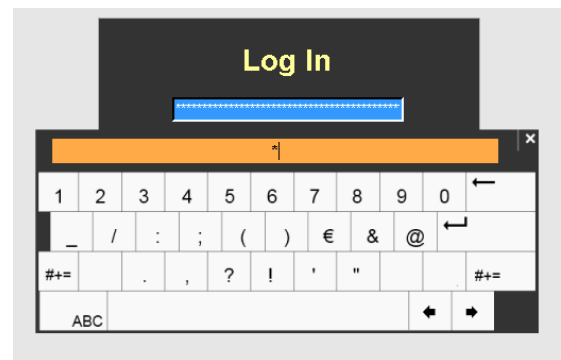 Log In
****************************************
*
×
1 2 3 4 5 6 7 8 9 0 ←
_ / : ; ( ) € & @ ↵
#+= . , ? ! ' " #+=
ABC ← →